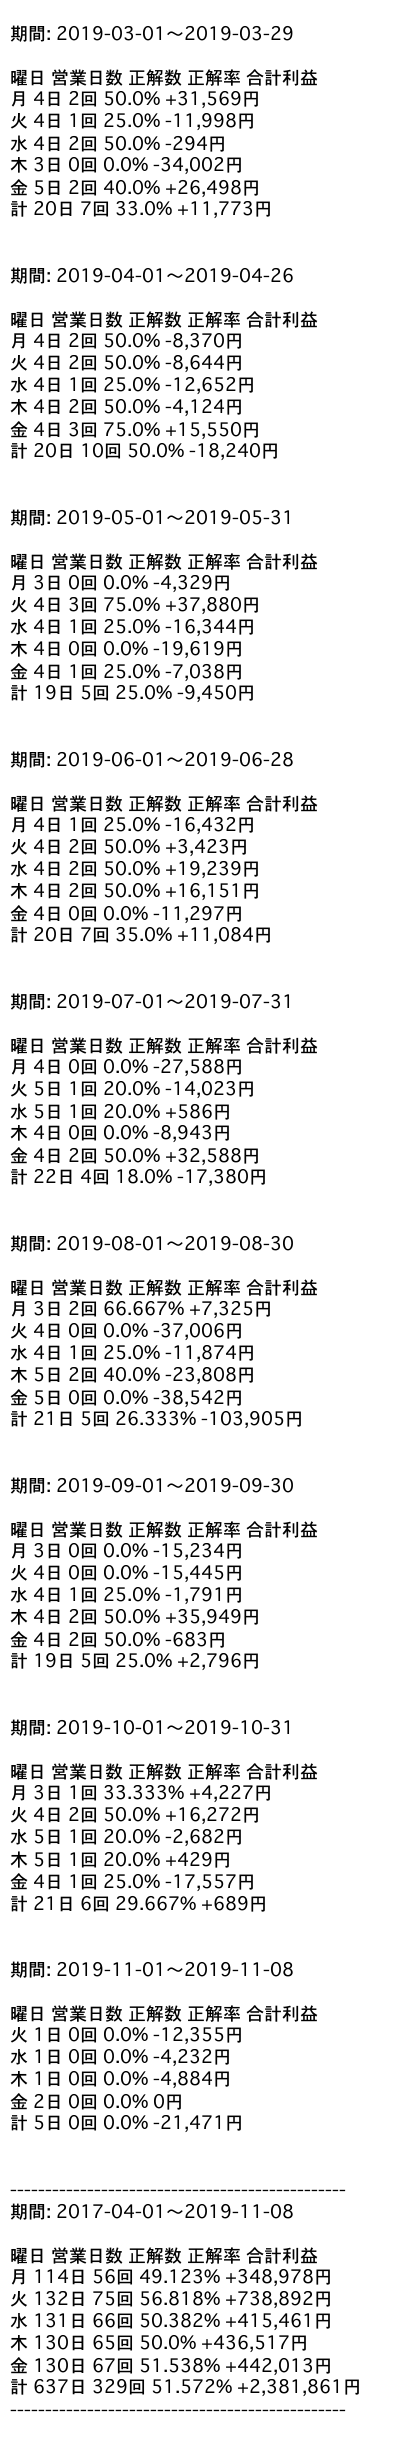 期間: 2019-03-01〜2019-03-29
曜日 営業日数 正解数 正解率 合計利益
月 4日 2回 50.0% +31,569円
火 4日 1回 25.0% -11,998円
水 4日 2回 50.0% -294円
木 3日 0回 0.0% -34,002円
金 5日 2回 40.0% +26,498円
計 20日 7回 33.0% +11,773円
期間: 2019-04-01〜2019-04-26
曜日 営業日数 正解数 正解率 合計利益
月 4日 2回 50.0% -8,370円
火 4日 2回 50.0% -8,644円
水 4日 1回 25.0% -12,652円
木 4日 2回 50.0% -4,124円
金 4日 3回 75.0% +15,550円
計 20日 10回 50.0% -18,240円
期間: 2019-05-01〜2019-05-31
曜日 営業日数 正解数 正解率 合計利益
月 3日 0回 0.0% -4,329円
火 4日 3回 75.0% +37,880円
水 4日 1回 25.0% -16,344円
木 4日 0回 0.0% -19,619円
金 4日 1回 25.0% -7,038円
計 19日 5回 25.0% -9,450円
期間: 2019-06-01〜2019-06-28
曜日 営業日数 正解数 正解率 合計利益
月 4日 1回 25.0% -16,432円
火 4日 2回 50.0% +3,423円
水 4日 2回 50.0% +19,239円
木 4日 2回 50.0% +16,151円
金 4日 0回 0.0% -11,297円
計 20日 7回 35.0% +11,084円
期間: 2019-07-01〜2019-07-31
曜日 営業日数 正解数 正解率 合計利益
月 4日 0回 0.0% -27,588円
火 5日 1回 20.0% -14,023円
水 5日 1回 20.0% +586円
木 4日 0回 0.0% -8,943円
金 4日 2回 50.0% +32,588円
計 22日 4回 18.0% -17,380円
期間: 2019-08-01〜2019-08-30
曜日 営業日数 正解数 正解率 合計利益
月 3日 2回 66.667% +7,325円
火 4日 0回 0.0% -37,006円
水 4日 1回 25.0% -11,874円
木 5日 2回 40.0% -23,808円
金 5日 0回 0.0% -38,542円
計 21日 5回 26.333% -103,905円
期間: 2019-09-01〜2019-09-30
曜日 営業日数 正解数 正解率 合計利益
月 3日 0回 0.0% -15,234円
火 4日 0回 0.0% -15,445円
水 4日 1回 25.0% -1,791円
木 4日 2回 50.0% +35,949円
金 4日 2回 50.0% -683円
計 19日 5回 25.0% +2,796円
期間: 2019-10-01〜2019-10-31
曜日 営業日数 正解数 正解率 合計利益
月 3日 1回 33.333% +4,227円
火 4日 2回 50.0% +16,272円
水 5日 1回 20.0% -2,682円
木 5日 1回 20.0% +429円
金 4日 1回 25.0% -17,557円
計 21日 6回 29.667% +689円
期間: 2019-11-01〜2019-11-08
曜日 営業日数 正解数 正解率 合計利益
火 1日 0回 0.0% -12,355円
水 1日 0回 0.0% -4,232円
木 1日 0回 0.0% -4,884円
金 2日 0回 0.0% 0円
計 5日 0回 0.0% -21,471円
------------------------------------------------
期間: 2017-04-01〜2019-11-08
曜日 営業日数 正解数 正解率 合計利益
月 114日 56回 49.123% +348,978円
火 132日 75回 56.818% +738,892円
水 131日 66回 50.382% +415,461円
木 130日 65回 50.0% +436,517円
金 130日 67回 51.538% +442,013円
計 637日 329回 51.572% +2,381,861円
------------------------------------------------